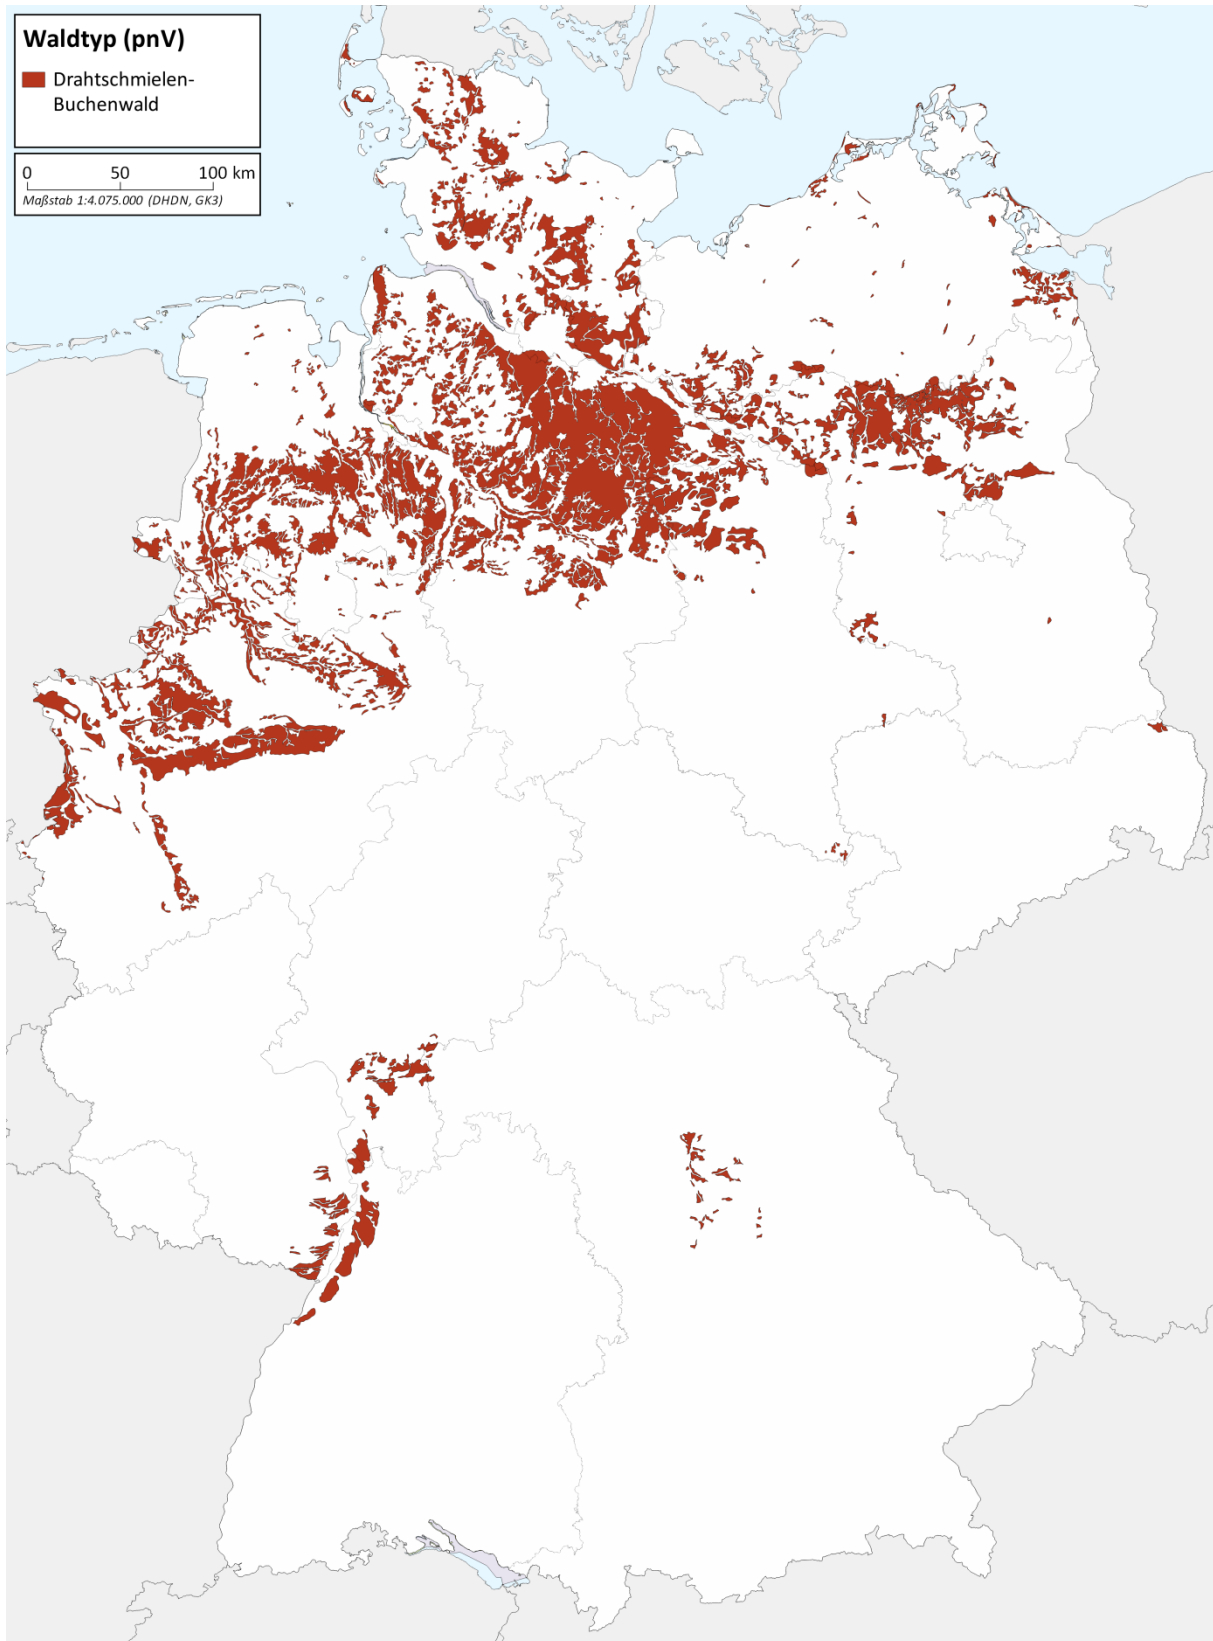 Waldtyp (pnV)
Drahtschmielen-
Buchenwald
0 50 100 km
Maßstab 1:4.075.000 (DHDN, GK3)